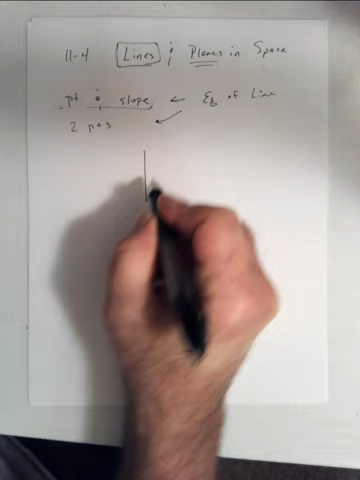 11-4 Lines & Planes in Space
pt & slope ← Eq of Line
2 pts